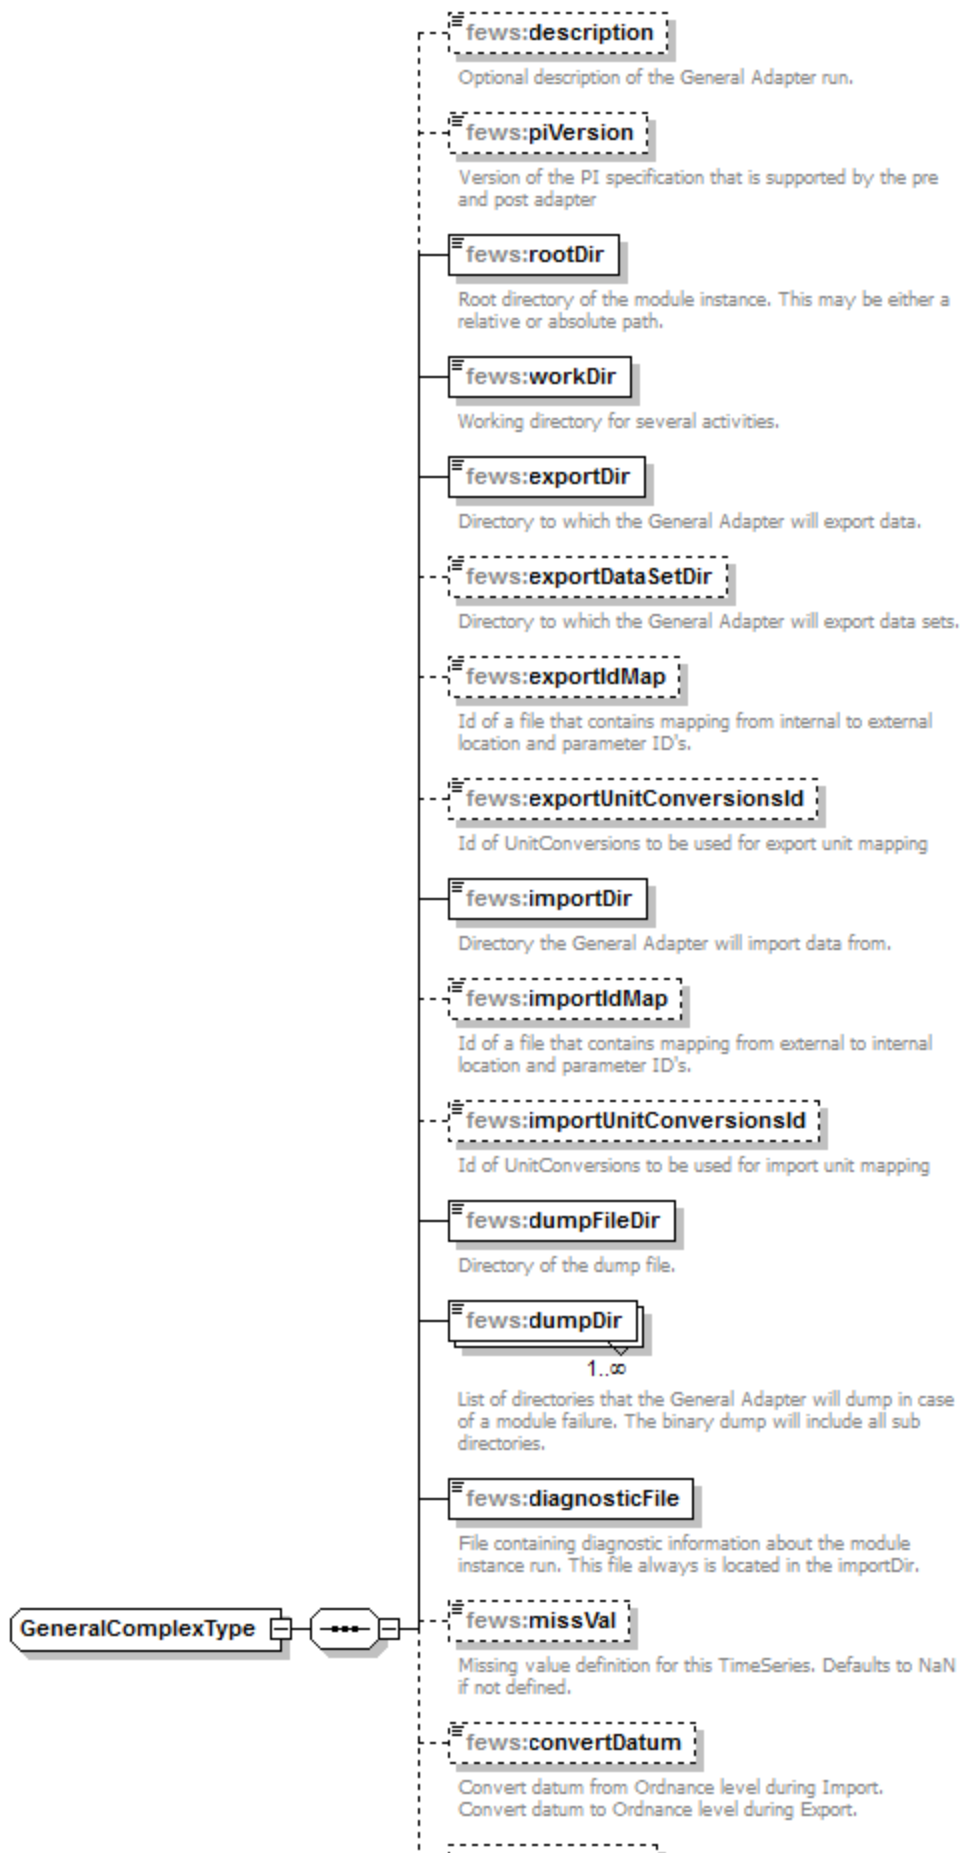 fews:description
Optional description of the General Adapter run.
fews:piVersion
Version of the PI specification that is supported by the pre
and post adapter
fews:rootDir
Root directory of the module instance. This may be either a
relative or absolute path.
fews:workDir
Working directory for several activities.
fews:exportDir
Directory to which the General Adapter will export data.
fews:exportDataSetDir
Directory to which the General Adapter will export data sets.
fews:exportIdMap
Id of a file that contains mapping from internal to external
location and parameter ID's.
fews:exportUnitConversionsId
Id of UnitConversions to be used for export unit mapping
fews:importDir
Directory the General Adapter will import data from.
fews:importIdMap
Id of a file that contains mapping from external to internal
location and parameter ID's.
fews:importUnitConversionsId
Id of UnitConversions to be used for import unit mapping
fews:dumpFileDir
Directory of the dump file.
fews:dumpDir
1..∞
List of directories that the General Adapter will dump in case
of a module failure. The binary dump will include all sub
directories.
fews:diagnosticFile
File containing diagnostic information about the module
instance run. This file always is located in the importDir.
GeneralComplexType
fews:missVal
Missing value definition for this TimeSeries. Defaults to NaN
if not defined.
fews:convertDatum
Convert datum from Ordnance level during Import.
Convert datum to Ordnance level during Export.